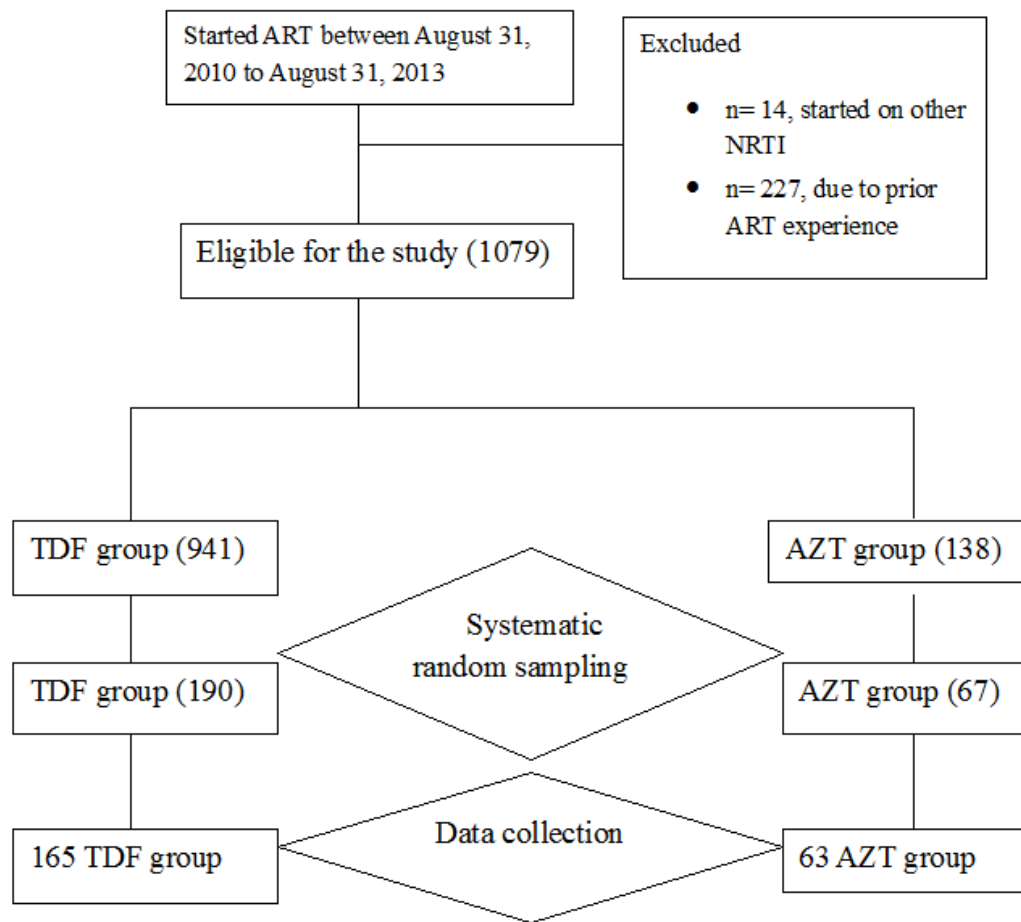 Started ART between August 31,
2010 to August 31, 2013
Excluded
• n= 14, started on other
NRTI
• n= 227, due to prior
ART experience
Eligible for the study (1079)
TDF group (941)
AZT group (138)
Systematic
random sampling
TDF group (190)
AZT group (67)
Data collection
165 TDF group
63 AZT group